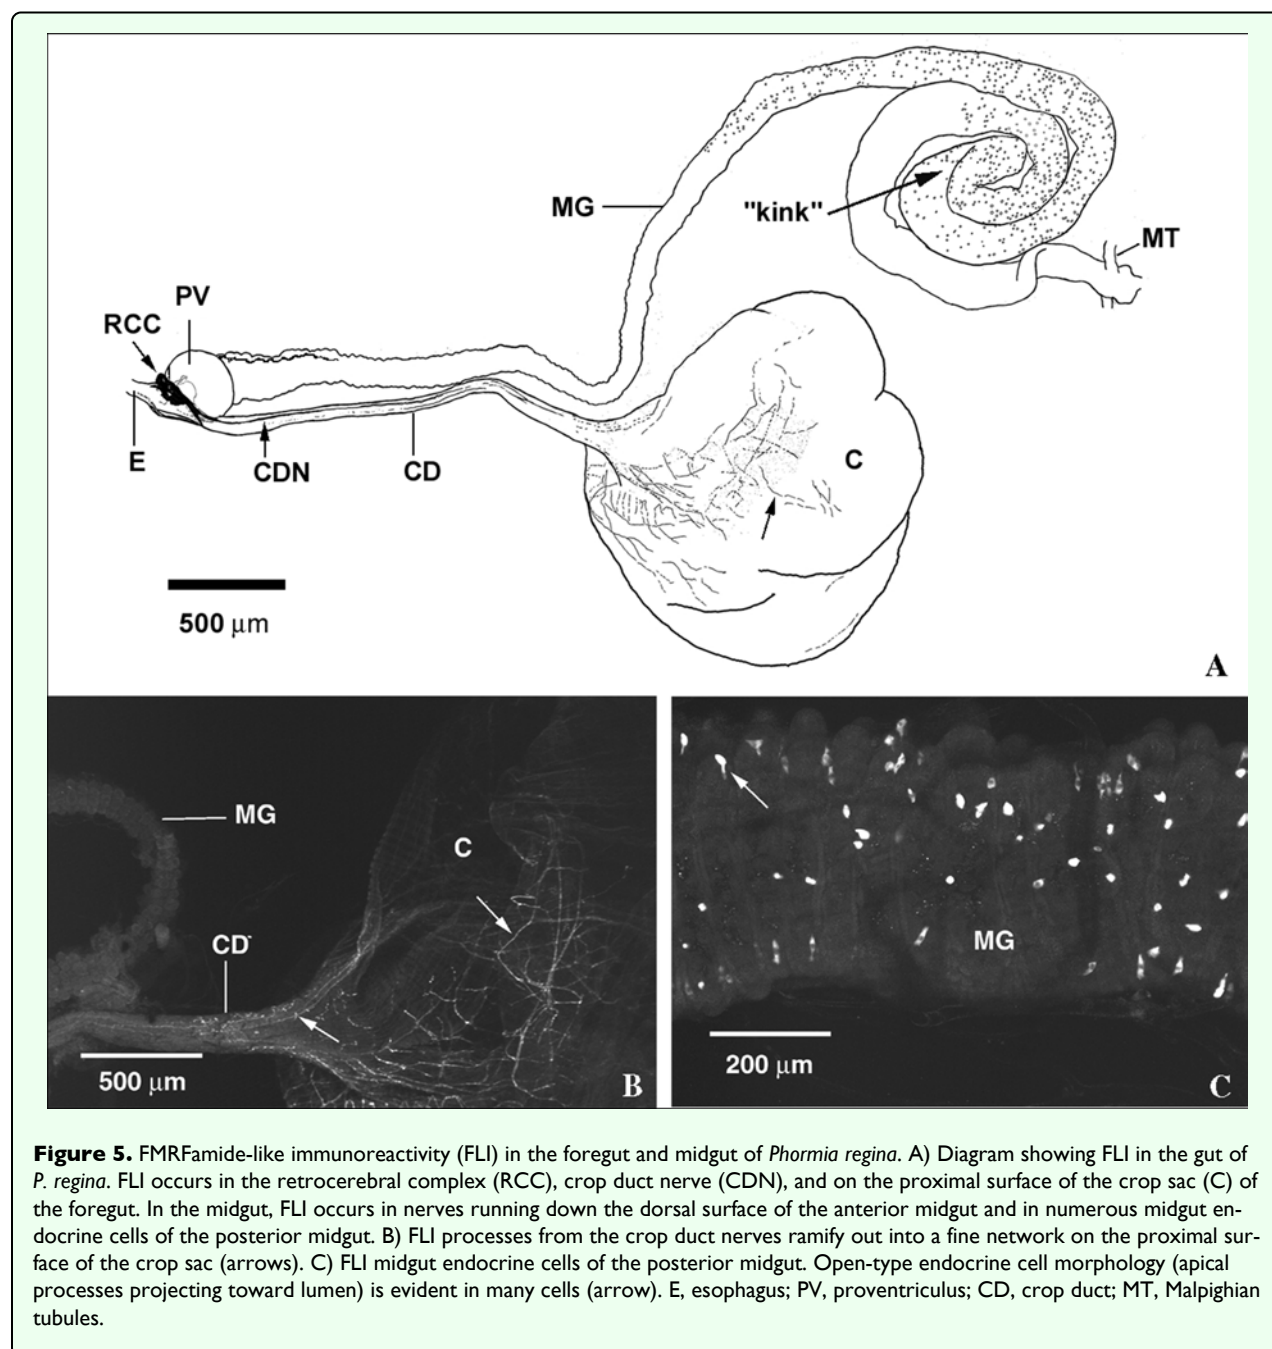 MG
"kink"
MT
PV
RCC
E
CDN
CD
C
500 µm
A
MG
C
CD
500 µm
B
MG
200 µm
C
Figure 5. FMRFamide-like immunoreactivity (FLI) in the foregut and midgut of Phormia regina. A) Diagram showing FLI in the gut of
P. regina. FLI occurs in the retrocerebral complex (RCC), crop duct nerve (CDN), and on the proximal surface of the crop sac (C) of
the foregut. In the midgut, FLI occurs in nerves running down the dorsal surface of the anterior midgut and in numerous midgut en-
docrine cells of the posterior midgut. B) FLI processes from the crop duct nerves ramify out into a fine network on the proximal sur-
face of the crop sac (arrows). C) FLI midgut endocrine cells of the posterior midgut. Open-type endocrine cell morphology (apical
processes projecting toward lumen) is evident in many cells (arrow). E, esophagus; PV, proventriculus; CD, crop duct; MT, Malpighian
tubules.